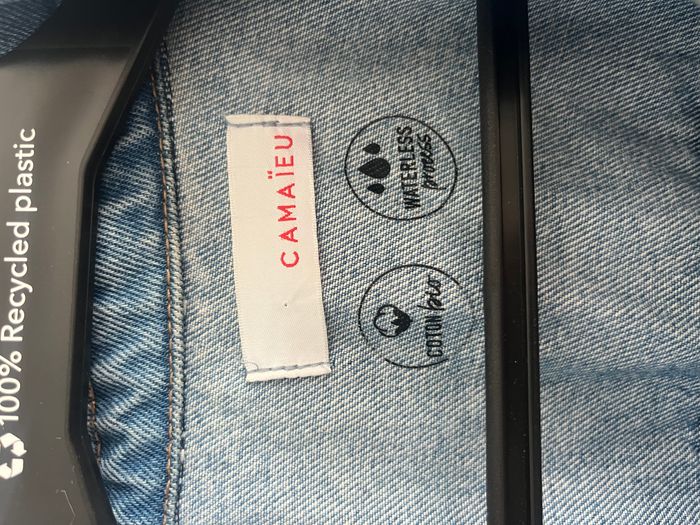 100% Recycled plastic
CAMAÏEU
WATERLESS
process
COTON
bio